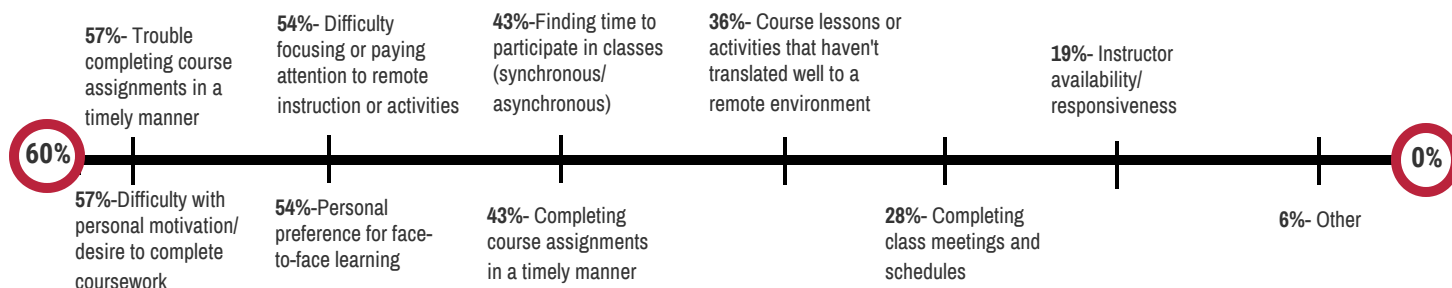 57%- Trouble
completing course
assignments in a
timely manner
54%- Difficulty
focusing or paying
attention to remote
instruction or activities
43%-Finding time to
participate in classes
(synchronous/
asynchronous)
36%- Course lessons or
activities that haven't
translated well to a
remote environment
19%- Instructor
availability/
responsiveness
60%
0%
57%-Difficulty with
personal motivation/
desire to complete
coursework
54%-Personal
preference for face-
to-face learning
43%- Completing
course assignments
in a timely manner
28%- Completing
class meetings and
schedules
6%- Other